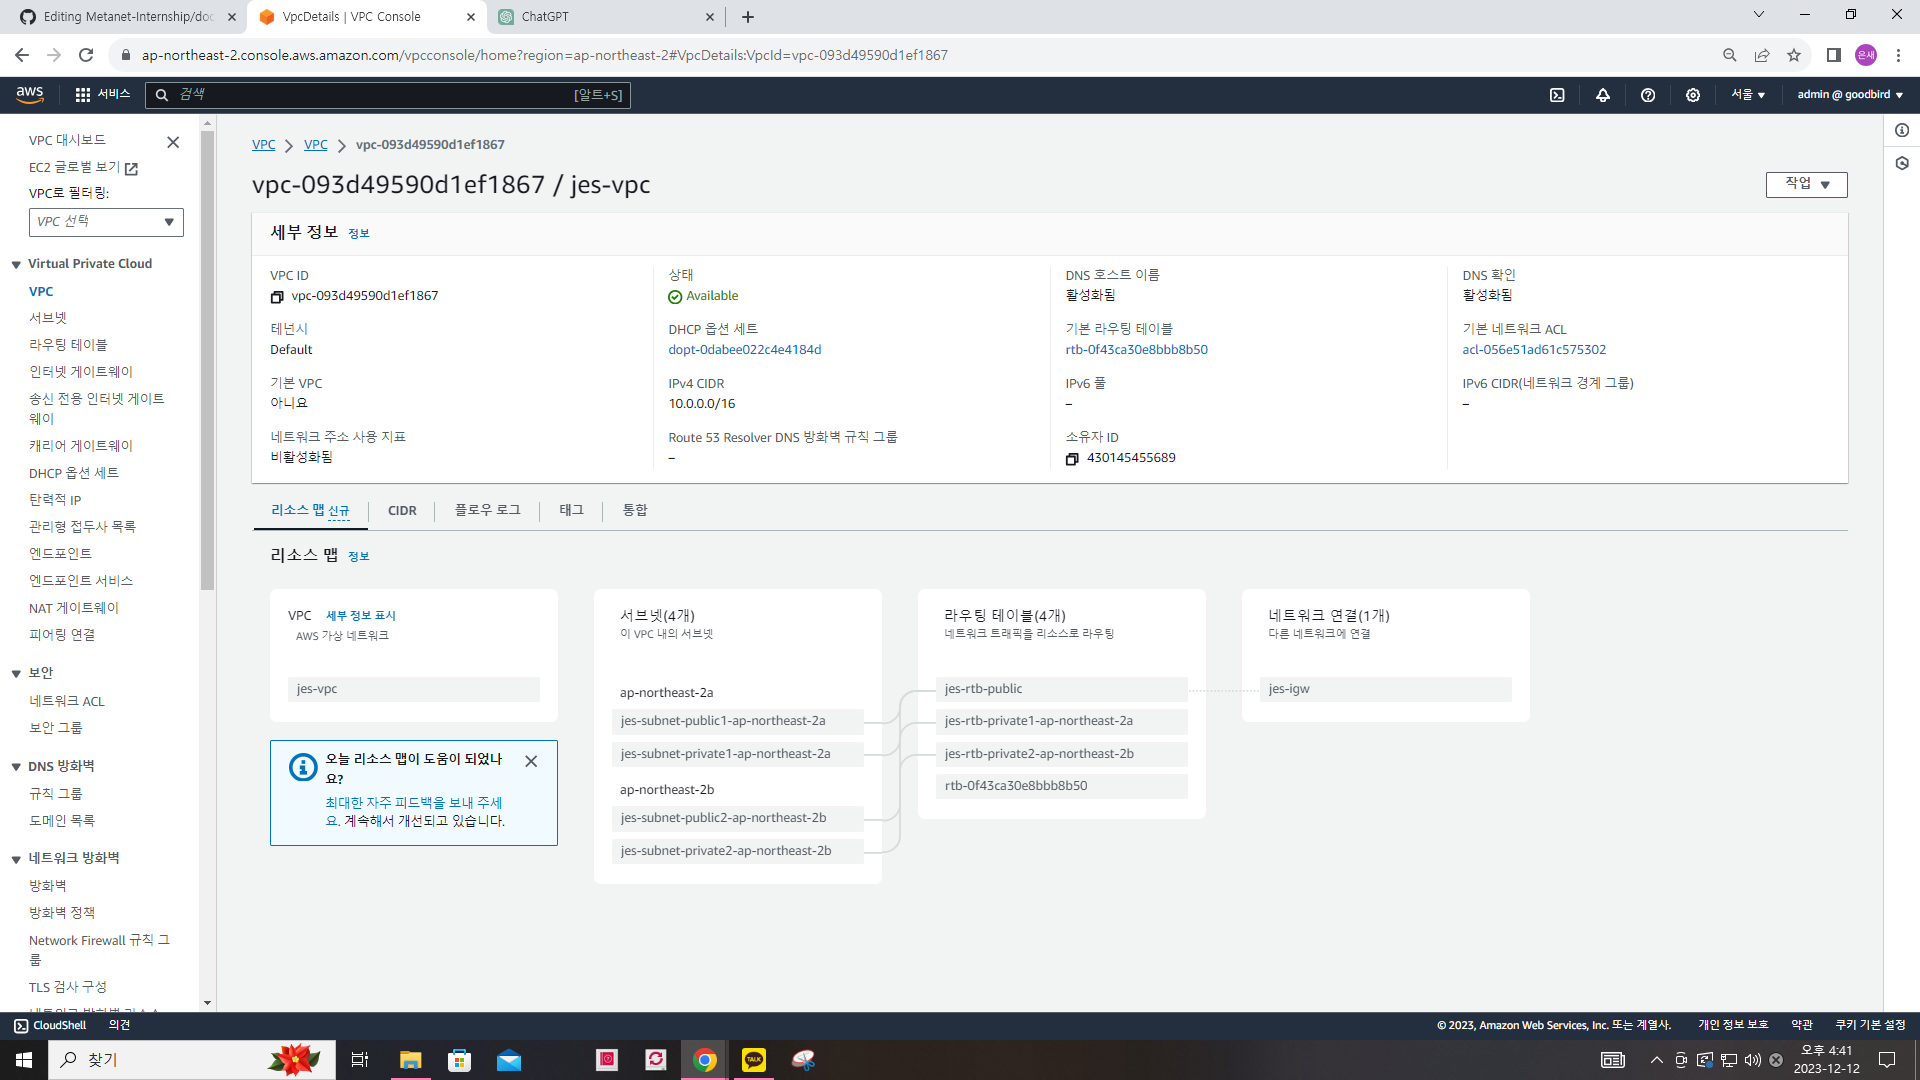 Editing Metanet-Internship/doc
VpcDetails | VPC Console
ChatGPT
ap-northeast-2.console.aws.amazon.com/vpcconsole/home?region=ap-northeast-2#VpcDetails:VpcId=vpc-093d49590d1ef1867
은새
aws
서비스
검색
[알트+S]
서울
admin @ goodbird
VPC 대시보드
EC2 글로벌 보기
VPC로 필터링:
VPC 선택
Virtual Private Cloud
VPC
서브넷
라우팅 테이블
인터넷 게이트웨이
송신 전용 인터넷 게이트
웨이
캐리어 게이트웨이
DHCP 옵션 세트
탄력적 IP
관리형 접두사 목록
엔드포인트
엔드포인트 서비스
NAT 게이트웨이
피어링 연결
보안
네트워크 ACL
보안 그룹
DNS 방화벽
규칙 그룹
도메인 목록
네트워크 방화벽
방화벽
방화벽 정책
Network Firewall 규칙 그
룹
TLS 검사 구성
네트워크 방화벽 리소스
VPC
VPC
vpc-093d49590d1ef1867
vpc-093d49590d1ef1867 / jes-vpc
작업
세부 정보 정보
VPC ID
vpc-093d49590d1ef1867
상태
Available
DNS 호스트 이름
활성화됨
DNS 확인
활성화됨
테넌시
Default
DHCP 옵션 세트
dopt-0dabee022c4e4184d
기본 라우팅 테이블
rtb-0f43ca30e8bbb8b50
기본 네트워크 ACL
acl-056e51ad61c575302
기본 VPC
아니요
IPv4 CIDR
10.0.0.0/16
IPv6 풀
–
IPv6 CIDR(네트워크 경계 그룹)
–
네트워크 주소 사용 지표
비활성화됨
Route 53 Resolver DNS 방화벽 규칙 그룹
–
소유자 ID
430145455689
리소스 맵 신규
CIDR
플로우 로그
태그
통합
리소스 맵 정보
VPC 세부 정보 표시
AWS 가상 네트워크
jes-vpc
오늘 리소스 맵이 도움이 되었나
요?
최대한 자주 피드백을 보내 주세
요. 계속해서 개선되고 있습니다.
서브넷(4개)
이 VPC 내의 서브넷
ap-northeast-2a
jes-subnet-public1-ap-northeast-2a
jes-subnet-private1-ap-northeast-2a
ap-northeast-2b
jes-subnet-public2-ap-northeast-2b
jes-subnet-private2-ap-northeast-2b
라우팅 테이블(4개)
네트워크 트래픽을 리소스로 라우팅
jes-rtb-public
jes-rtb-private1-ap-northeast-2a
jes-rtb-private2-ap-northeast-2b
rtb-0f43ca30e8bbb8b50
네트워크 연결(1개)
다른 네트워크에 연결
jes-igw
CloudShell
의견
© 2023, Amazon Web Services, Inc. 또는 계열사.
개인 정보 보호
약관
쿠키 기본 설정
찾기
TALK
오후 4:41
2023-12-12